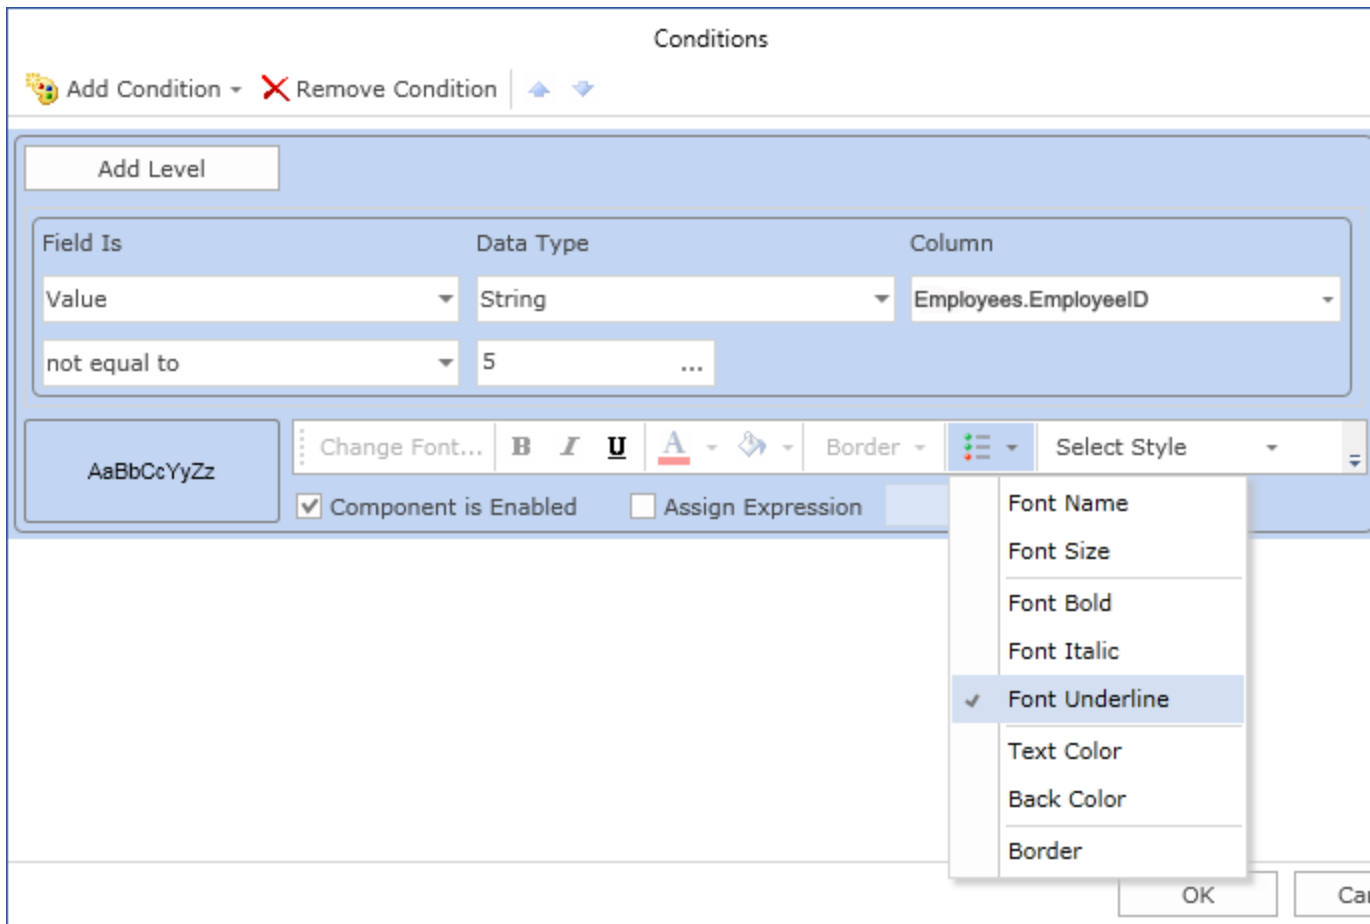 Conditions
Add Condition Remove Condition
Add Level
Field Is Data Type Column
Value String Employees.EmployeeID
not equal to 5 ...
AaBbCcYyZz
Change Font... B I U A Border Select Style
Component is Enabled Assign Expression
Font Name
Font Size
Font Bold
Font Italic
Font Underline
Text Color
Back Color
Border
OK Ca